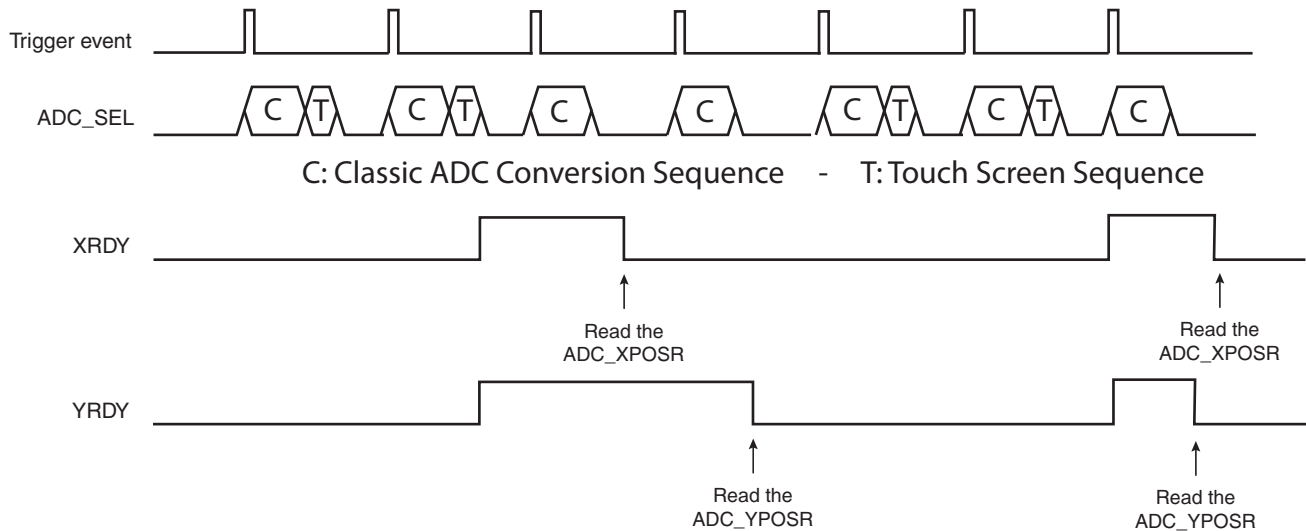 Trigger event
ADC_SEL
C T C T C C C T C T C
C: Classic ADC Conversion Sequence - T: Touch Screen Sequence
XRDY
Read the
ADC_XPOSR
Read the
ADC_XPOSR
YRDY
Read the
ADC_YPOSR
Read the
ADC_YPOSR